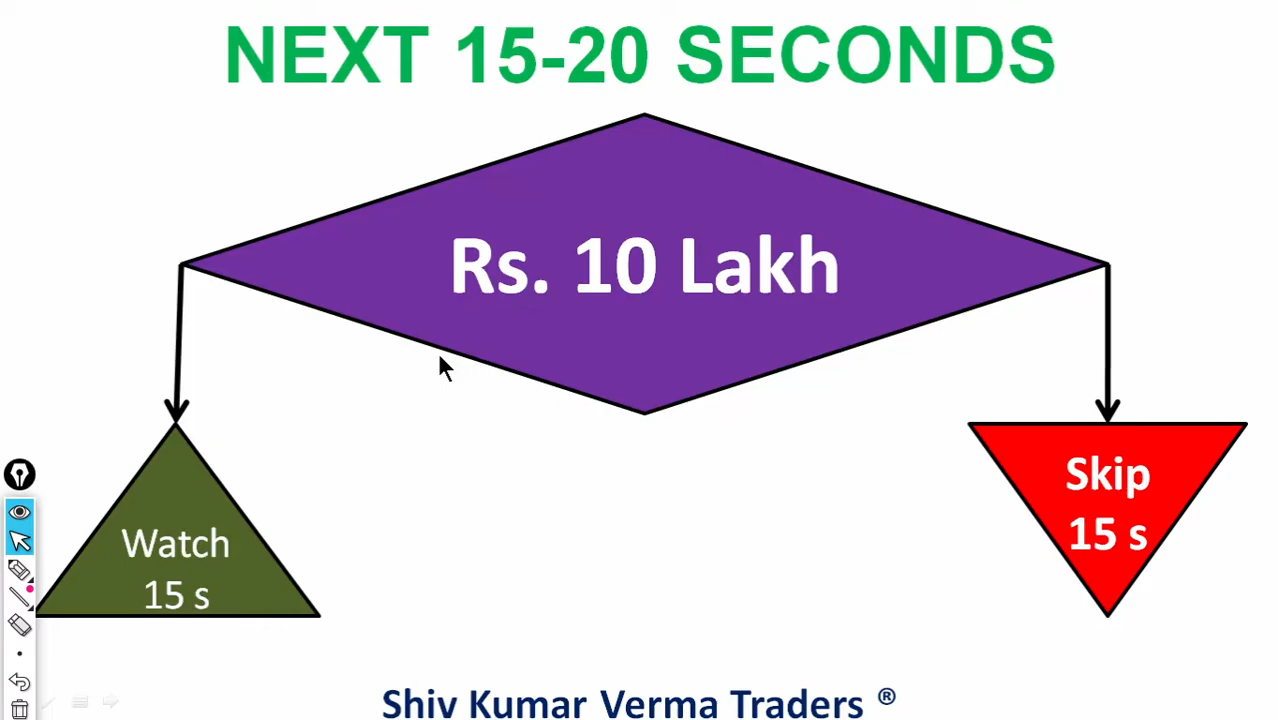 NEXT 15-20 SECONDS
Rs. 10 Lakh
Watch
15 s
Skip
15 s
Shiv Kumar Verma Traders ®